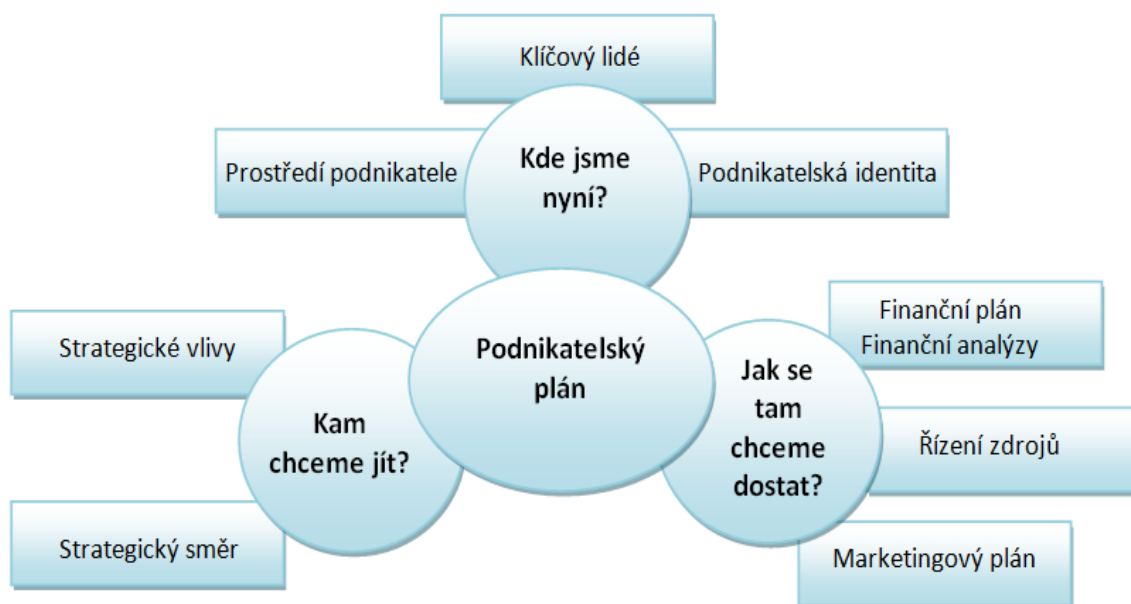 Klíčový lidé
Prostředí podnikatele
Kde jsme
nyní?
Podnikatelská identita
Podnikatelský
plán
Strategické vlivy
Kam
chceme jít?
Strategický směr
Finanční plán
Finanční analýzy
Jak se
tam
chceme
dostat?
Řízení zdrojů
Marketingový plán